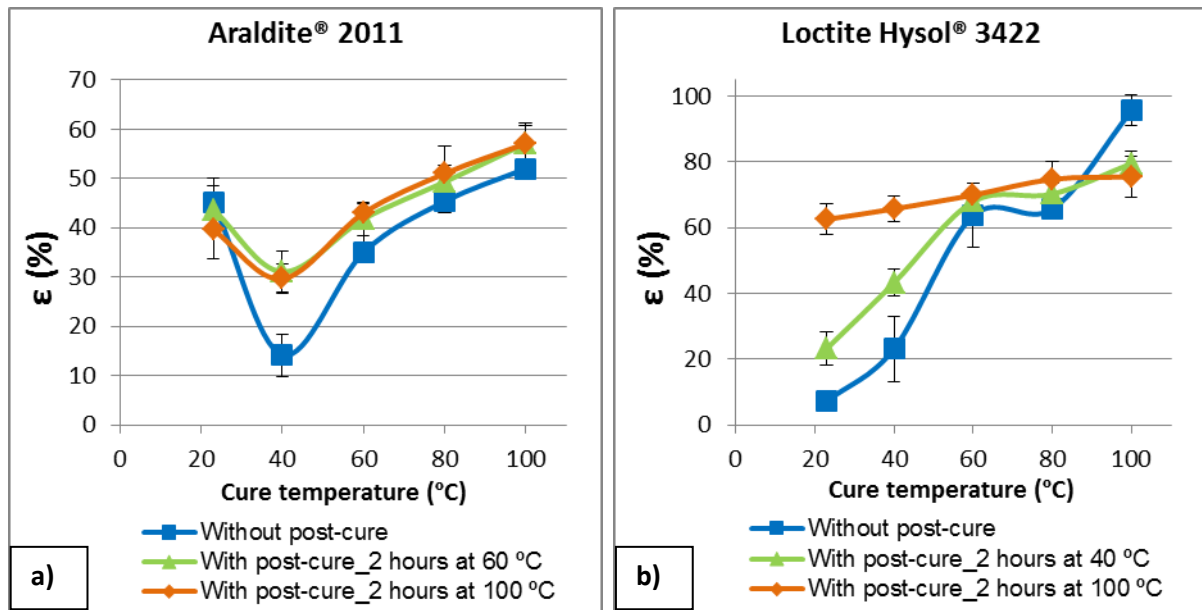 Araldite® 2011
70
60
50
40
30
20
10
0
ε (%)
0 20 40 60 80 100
Cure temperature (ºC)
Without post-cure
With post-cure_2 hours at 60 ºC
With post-cure_2 hours at 100 ºC
a)
Loctite Hysol® 3422
100
80
60
40
20
0
ε (%)
0 20 40 60 80 100
Cure temperature (ºC)
Without post-cure
With post-cure_2 hours at 40 ºC
With post-cure_2 hours at 100 ºC
b)